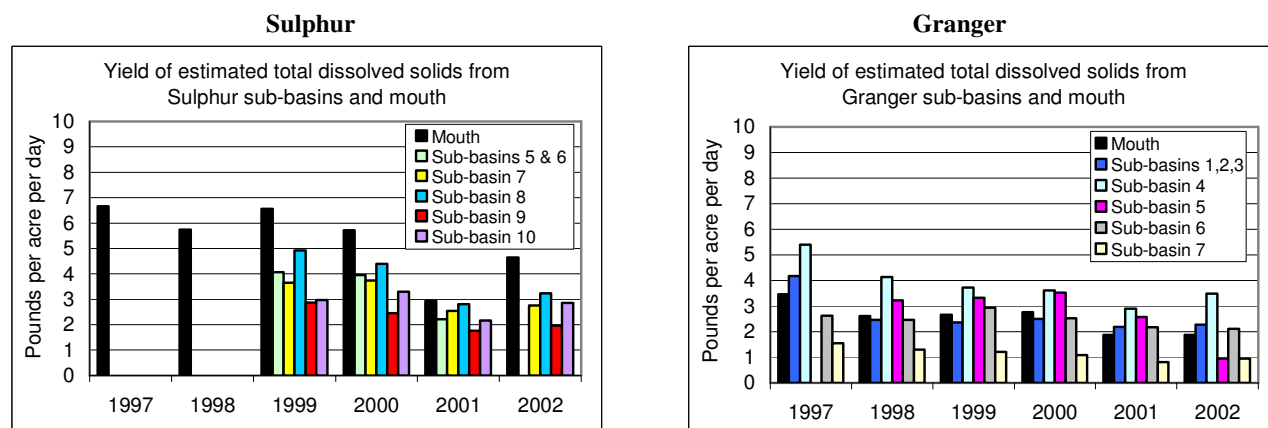 Sulphur
Yield of estimated total dissolved solids from
Sulphur sub-basins and mouth
Pounds per acre per day
10
9
8
7
6
5
4
3
2
1
0
Mouth
Sub-basins 5 & 6
Sub-basin 7
Sub-basin 8
Sub-basin 9
Sub-basin 10
1997 1998 1999 2000 2001 2002
Granger
Yield of estimated total dissolved solids from
Granger sub-basins and mouth
Pounds per acre per day
10
9
8
7
6
5
4
3
2
1
0
Mouth
Sub-basins 1,2,3
Sub-basin 4
Sub-basin 5
Sub-basin 6
Sub-basin 7
1997 1998 1999 2000 2001 2002